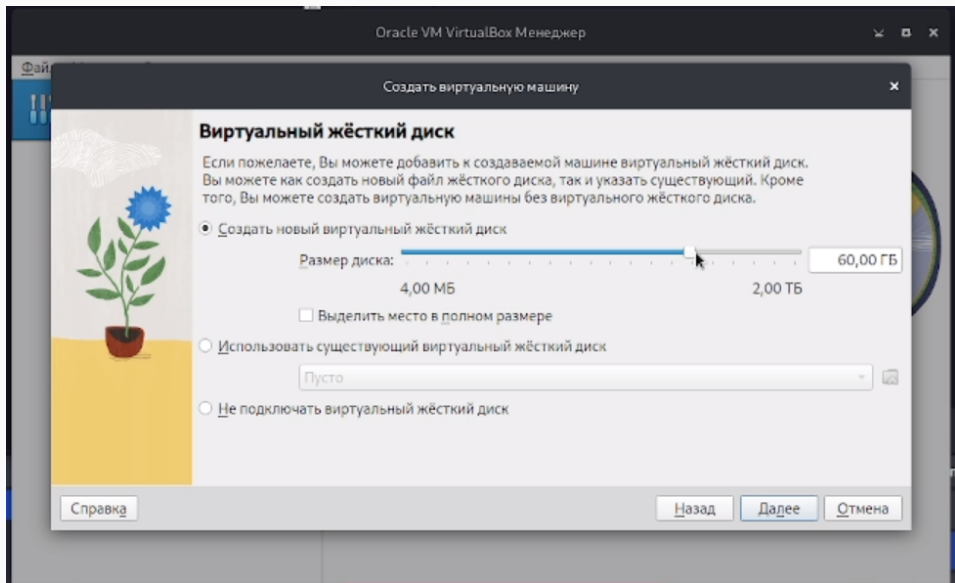 Oracle VM VirtualBox Менеджер
Фай
Создать виртуальную машину
Виртуальный жёсткий диск
Если пожелаете, Вы можете добавить к создаваемой машине виртуальный жёсткий диск.
Вы можете как создать новый файл жёсткого диска, так и указать существующий. Кроме
того, Вы можете создать виртуальную машины без виртуального жёсткого диска.
Создать новый виртуальный жёсткий диск
Размер диска:
60,00 ГБ
4,00 МБ
2,00 ТБ
Выделить место в полном размере
Использовать существующий виртуальный жёсткий диск
Пусто
Не подключать виртуальный жёсткий диск
Справка
Назад
Далее
Отмена